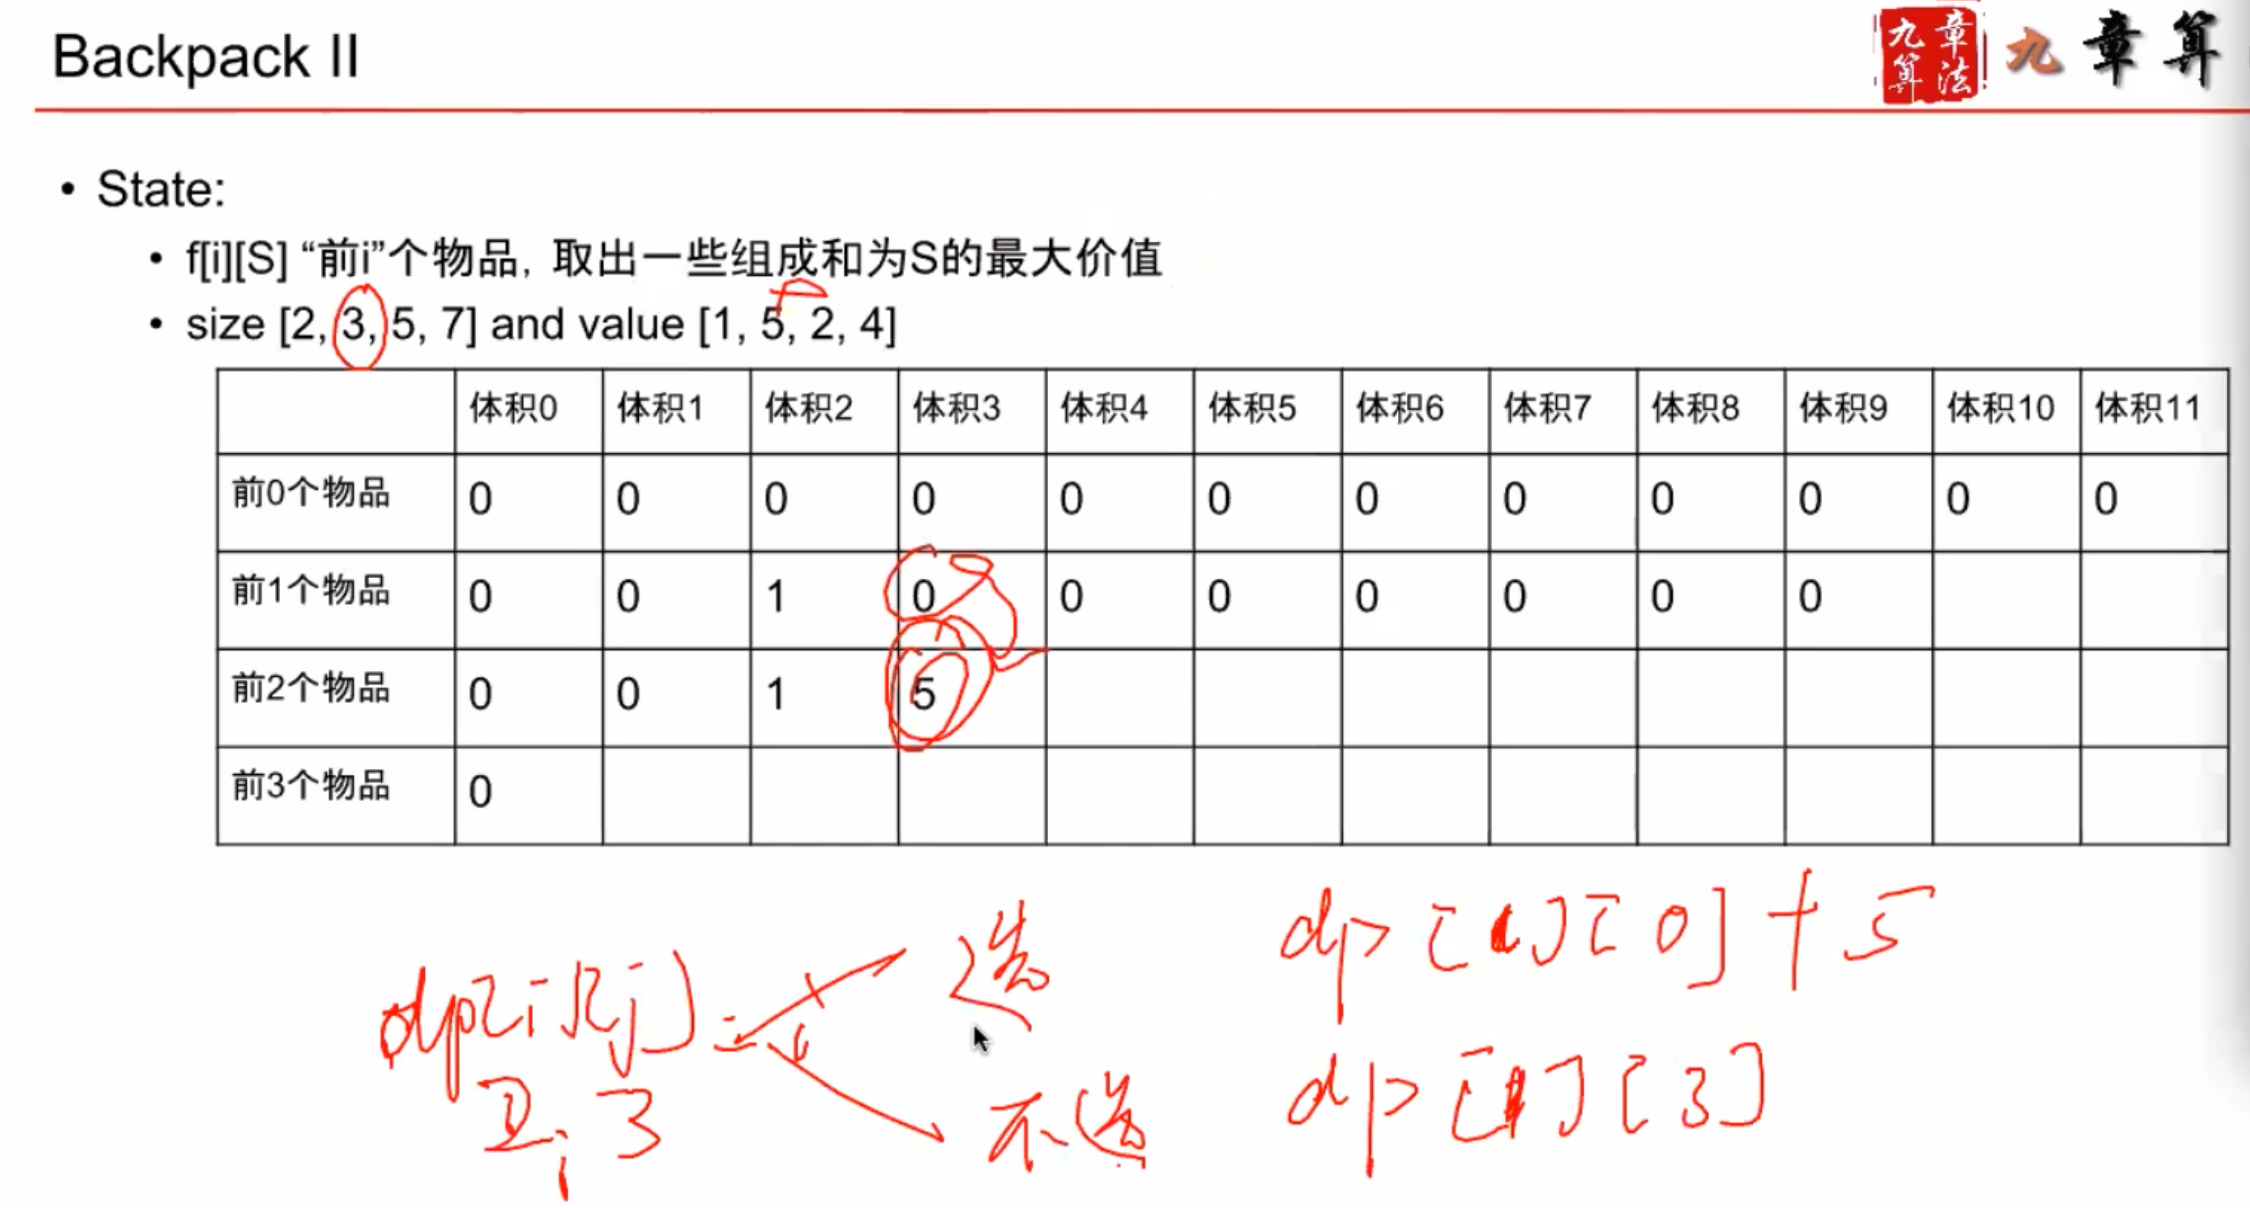 Backpack II
九章算法
九章算
• State:
• f[i][S] “前i”个物品, 取出一些组成和为S的最大价值
• size [2, 3, 5, 7] and value [1, 5, 2, 4]
体积0 体积1 体积2 体积3 体积4 体积5 体积6 体积7 体积8 体积9 体积10 体积11
前0个物品 0 0 0 0 0 0 0 0 0 0 0 0
前1个物品 0 0 1 0 0 0 0 0 0 0
前2个物品 0 0 1 5
前3个物品 0
选 dp[1][0]+5
dp[i][j] =
2, 3
不选 dp[1][3]